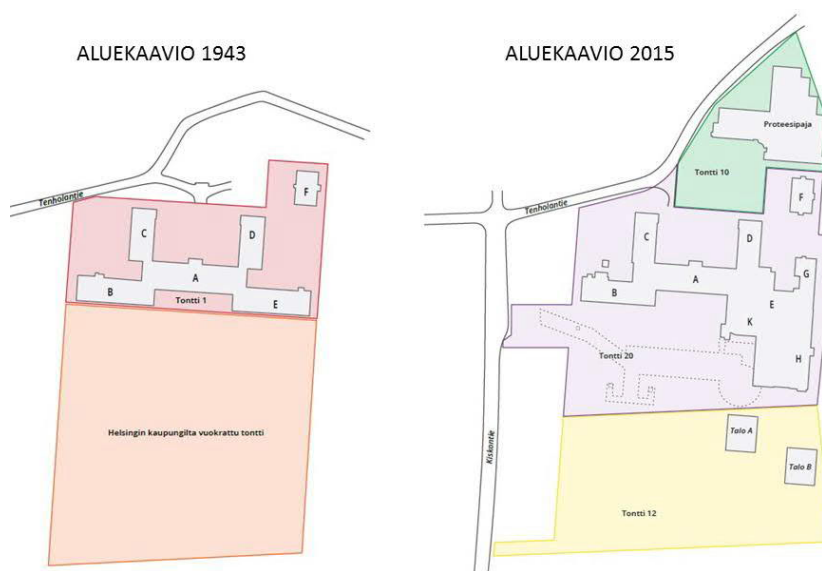 ALUEKAAVIO 1943
Tenholantie
F
C
D
A
B
Tontti 1
E
Helsingin kaupungilta vuokrattu tontti
ALUEKAAVIO 2015
Proteesipaja
Tontti 10
Tenholantie
F
C
D
G
A
B
E
K
Tontti 20
H
Kiskontie
Talo A
Talo B
Tontti 12